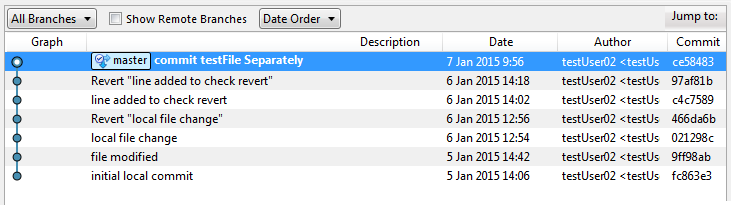 All Branches Show Remote Branches Date Order Jump to:
Graph Description Date Author Commit
master commit testFile Separately 7 Jan 2015 9:56 testUser02 <testUs ce58483
Revert "line added to check revert" 6 Jan 2015 14:18 testUser02 <testUs 97af81b
line added to check revert 6 Jan 2015 14:02 testUser02 <testUs c4c7589
Revert "local file change" 6 Jan 2015 12:56 testUser02 <testUs 466da6b
local file change 6 Jan 2015 12:54 testUser02 <testUs 021298c
file modified 5 Jan 2015 14:42 testUser02 <testUs 9ff98ab
initial local commit 5 Jan 2015 14:06 testUser02 <testUs fc863e3